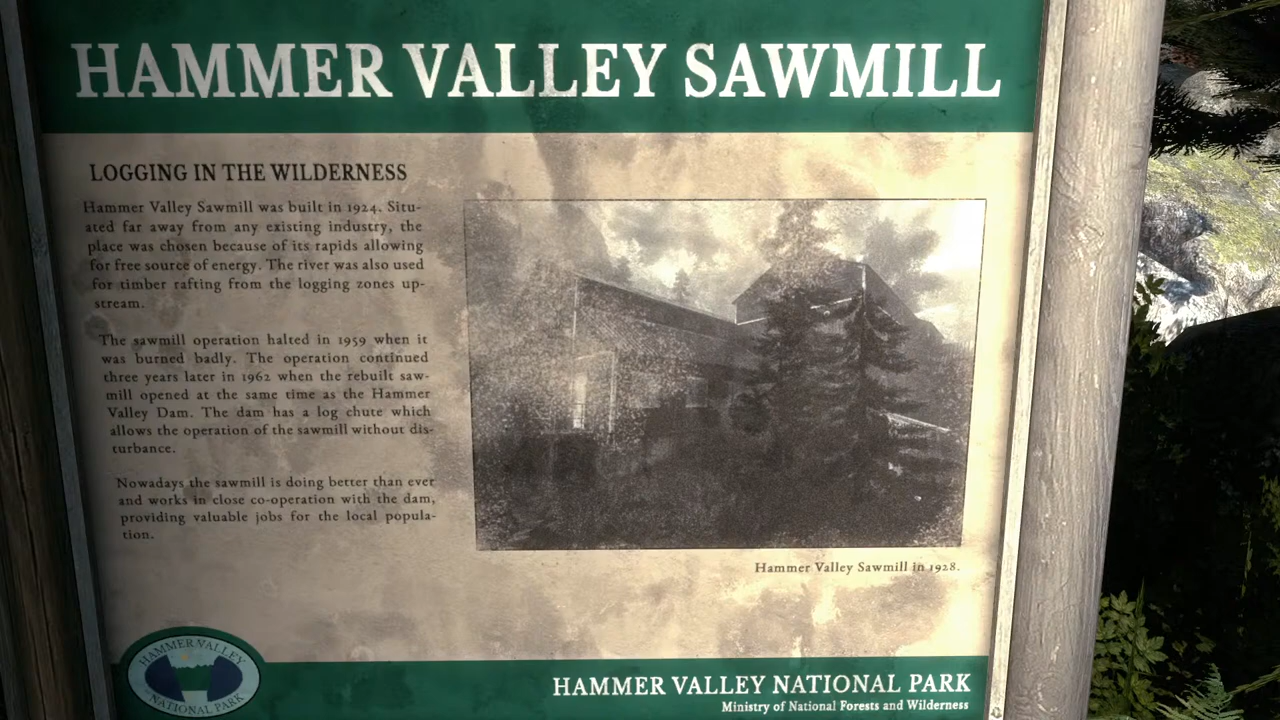 HAMMER VALLEY SAWMILL
LOGGING IN THE WILDERNESS
Hammer Valley Sawmill was built in 1924. Situ-
ated far away from any existing industry, the
place was chosen because of its rapids allowing
for free source of energy. The river was also used
for timber rafting from the logging zones up-
stream.
The sawmill operation halted in 1959 when it
was burned badly. The operation continued
three years later in 1962 when the rebuilt saw-
mill opened at the same time as the Hammer
Valley Dam. The dam has a log chute which
allows the operation of the sawmill without dis-
turbance.
Nowadays the sawmill is doing better than ever
and works in close co-operation with the dam,
providing valuable jobs for the local popula-
tion.
Hammer Valley Sawmill in 1928.
HAMMER VALLEY
NATIONAL PARK
HAMMER VALLEY NATIONAL PARK
Ministry of National Forests and Wilderness